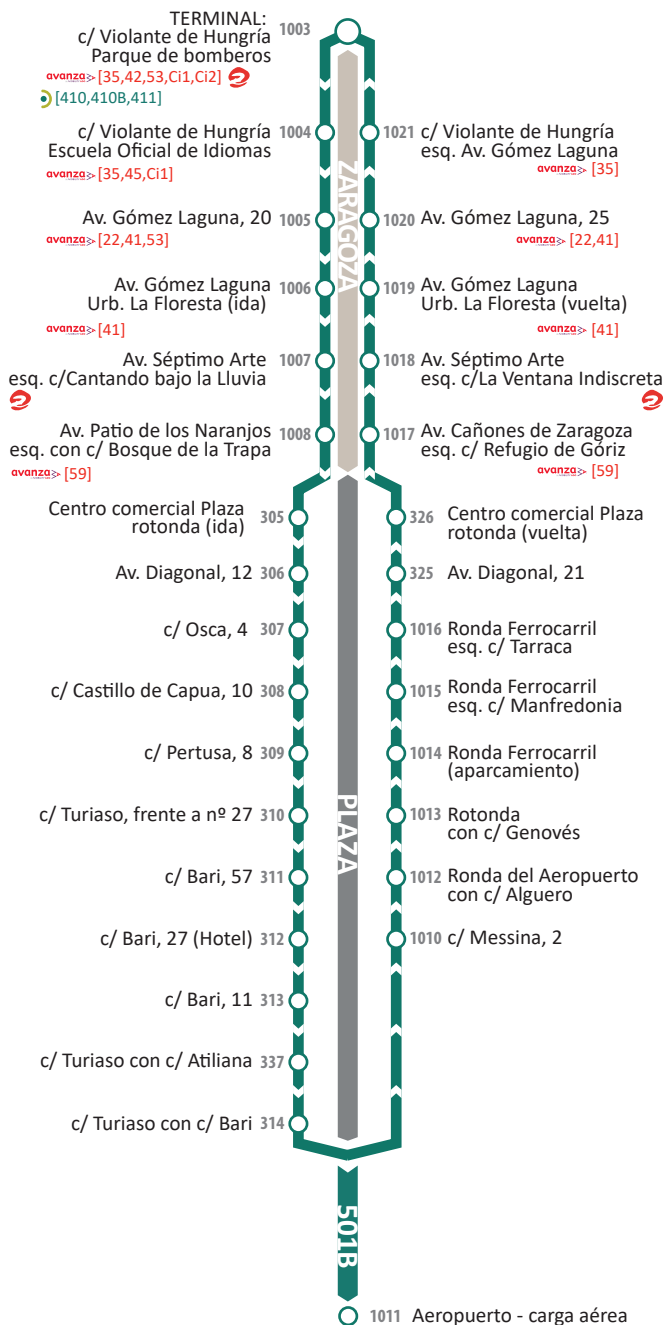 TERMINAL:
c/ Violante de Hungría
Parque de bomberos
1003
avanza [35,42,53,Ci1,Ci2]
[410,410B,411]
c/ Violante de Hungría
Escuela Oficial de Idiomas
1004
avanza [35,45,Ci1]
1021 c/ Violante de Hungría
esq. Av. Gómez Laguna
avanza [35]
Av. Gómez Laguna, 20 1005
avanza [22,41,53]
1020 Av. Gómez Laguna, 25
avanza [22,41]
ZARAGOZA
Av. Gómez Laguna
Urb. La Floresta (ida)
1006
avanza [41]
1019 Av. Gómez Laguna
Urb. La Floresta (vuelta)
avanza [41]
Av. Séptimo Arte
esq. c/Cantando bajo la Lluvia
1007
1018 Av. Séptimo Arte
esq. c/La Ventana Indiscreta
Av. Patio de los Naranjos
esq. con c/ Bosque de la Trapa
1008
avanza [59]
1017 Av. Cañones de Zaragoza
esq. c/ Refugio de Góriz
avanza [59]
Centro comercial Plaza
rotonda (ida)
305
326 Centro comercial Plaza
rotonda (vuelta)
Av. Diagonal, 12 306
325 Av. Diagonal, 21
c/ Osca, 4 307
1016 Ronda Ferrocarril
esq. c/ Tarraca
c/ Castillo de Capua, 10 308
1015 Ronda Ferrocarril
esq. c/ Manfredonia
c/ Pertusa, 8 309
1014 Ronda Ferrocarril
(aparcamiento)
PLAZA
c/ Turiaso, frente a nº 27 310
1013 Rotonda
con c/ Genovés
c/ Bari, 57 311
1012 Ronda del Aeropuerto
con c/ Alguero
c/ Bari, 27 (Hotel) 312
1010 c/ Messina, 2
c/ Bari, 11 313
c/ Turiaso con c/ Atiliana 337
c/ Turiaso con c/ Bari 314
501B
1011 Aeropuerto - carga aérea